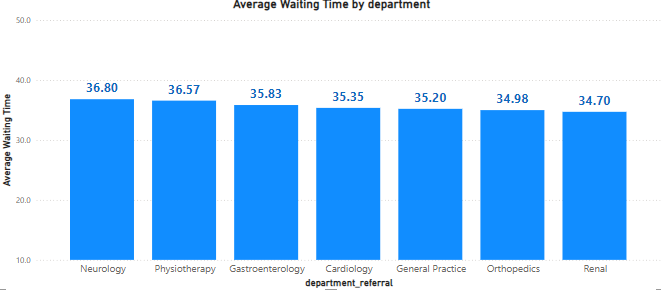 Average Waiting Time by department
50.0
40.0
30.0
20.0
10.0
Average Waiting Time
36.80 36.57 35.83 35.35 35.20 34.98 34.70
Neurology Physiotherapy Gastroenterology Cardiology General Practice Orthopedics Renal
department_referral